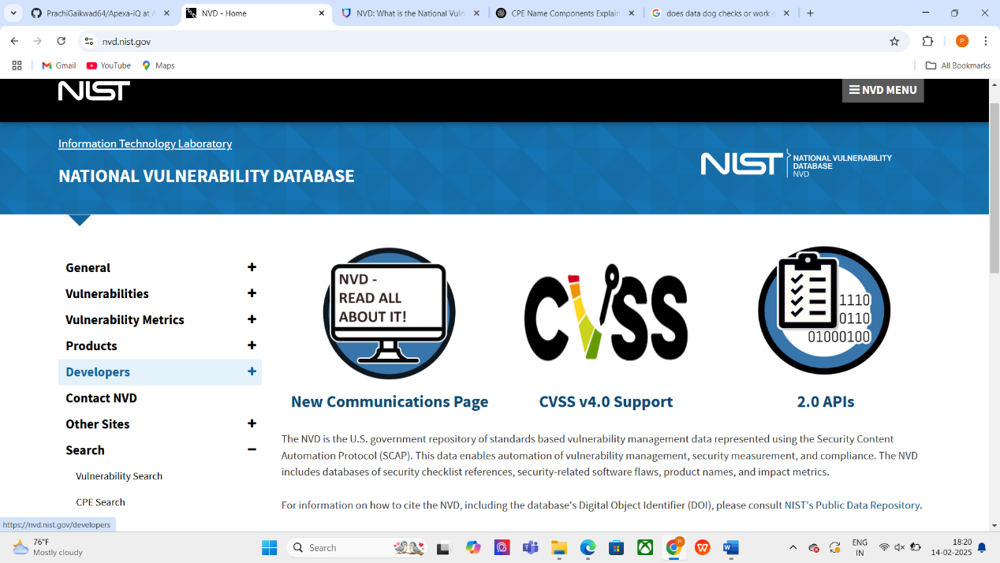 PrachiGaikwad64/Apexa-iQ at
NVD - Home
NVD: What is the National Vuln
CPE Name Components Explain
does data dog checks or work c
nvd.nist.gov
P
Gmail
YouTube
Maps
All Bookmarks
NIST
NVD MENU
Information Technology Laboratory
NATIONAL VULNERABILITY DATABASE
NIST
NATIONAL VULNERABILITY
DATABASE
NVD
General
Vulnerabilities
Vulnerability Metrics
Products
Developers
Contact NVD
Other Sites
Search
Vulnerability Search
CPE Search
NVD -
READ ALL
ABOUT IT!
New Communications Page
CVSS
CVSS v4.0 Support
1110
0110
01000100
2.0 APIs
The NVD is the U.S. government repository of standards based vulnerability management data represented using the Security Content
Automation Protocol (SCAP). This data enables automation of vulnerability management, security measurement, and compliance. The NVD
includes databases of security checklist references, security-related software flaws, product names, and impact metrics.
For information on how to cite the NVD, including the database's Digital Object Identifier (DOI), please consult NIST's Public Data Repository.
https://nvd.nist.gov/developers
76°F
Mostly cloudy
Search
P
ENG
IN
18:20
14-02-2025